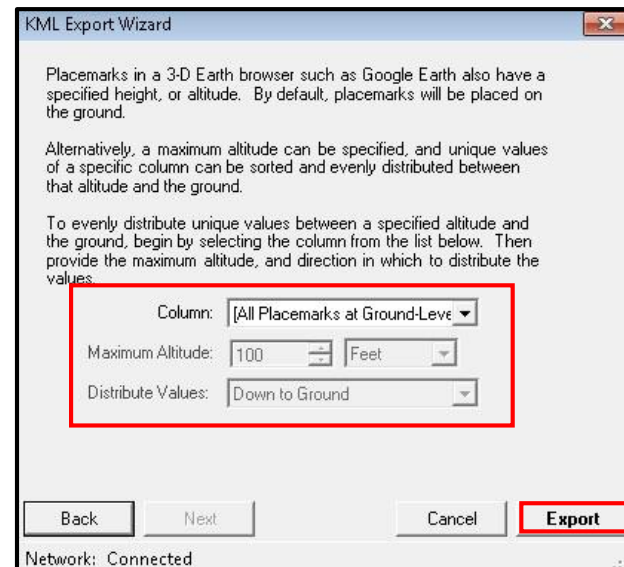 KML Export Wizard
Placemarks in a 3-D Earth browser such as Google Earth also have a
specified height, or altitude. By default, placemarks will be placed on
the ground.
Alternatively, a maximum altitude can be specified, and unique values
of a specific column can be sorted and evenly distributed between
that altitude and the ground.
To evenly distribute unique values between a specified altitude and
the ground, begin by selecting the column from the list below. Then
provide the maximum altitude, and direction in which to distribute the
values.
Column: [All Placemarks at Ground-Leve
Maximum Altitude: 100 Feet
Distribute Values: Down to Ground
Back Next Cancel Export
Network: Connected